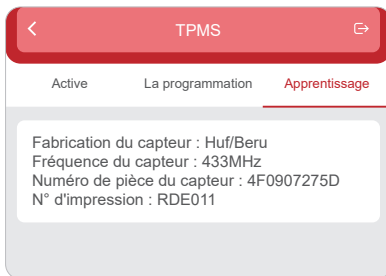 TPMS
Active La programmation Apprentissage
Fabrication du capteur : Huf/Beru
Fréquence du capteur : 433MHz
Numéro de pièce du capteur : 4F0907275D
N° d'impression : RDE011